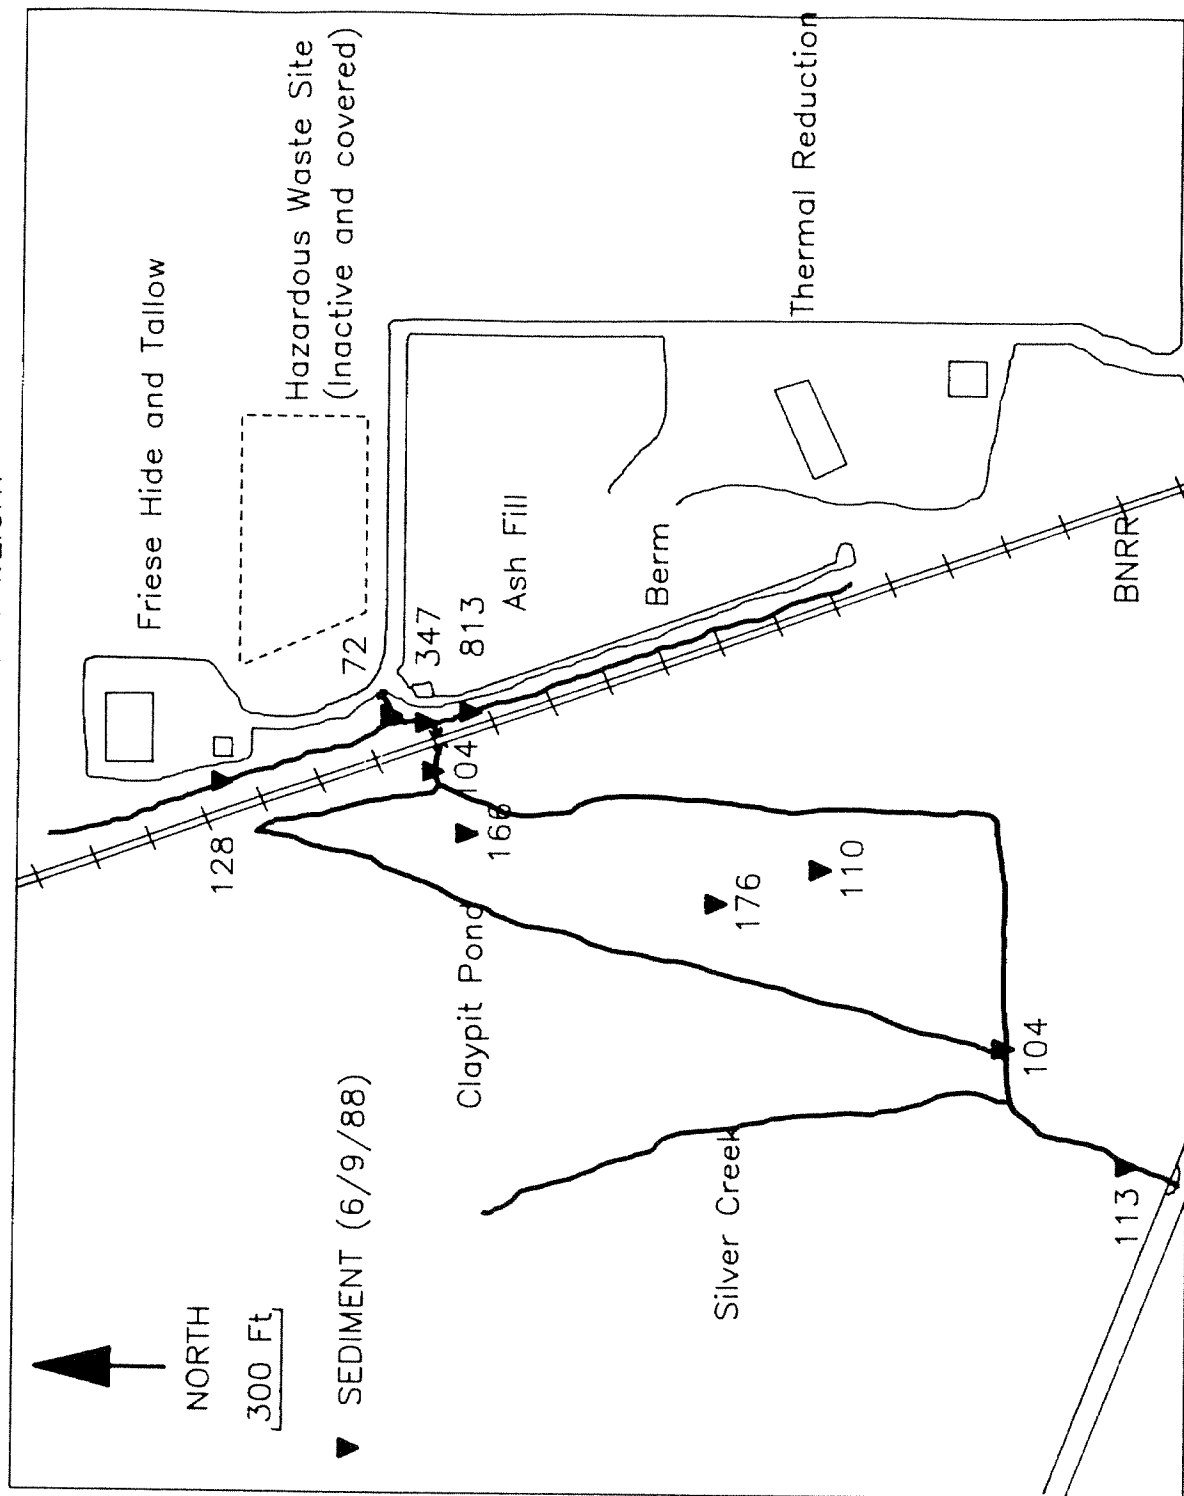 Friese Hide and Tallow
Hazardous Waste Site
(Inactive and covered)
NORTH
300 Ft
SEDIMENT (6/9/88)
128
72
347
813
104
166
Claypit Pond
Ash Fill
176
110
Berm
Thermal Reduction
Silver Creek
104
113
BNRR